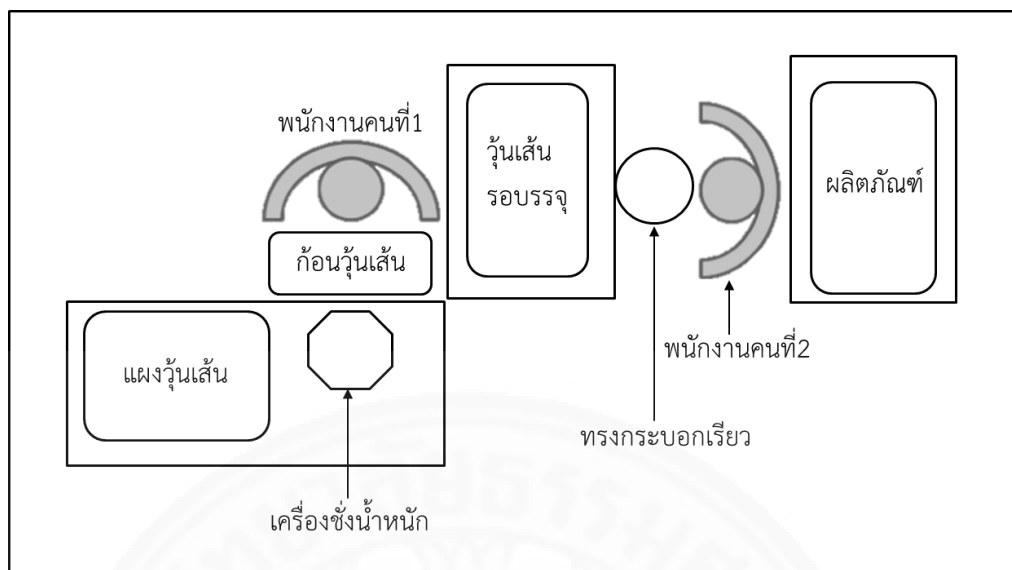 พนักงานคนที่1
วุ้นเส้น
รอบรรจุ
ผลิตภัณฑ์
ก้อนวุ้นเส้น
แผงวุ้นเส้น
พนักงานคนที่2
ทรงกระบอกเรียว
เครื่องชั่งน้ำหนัก